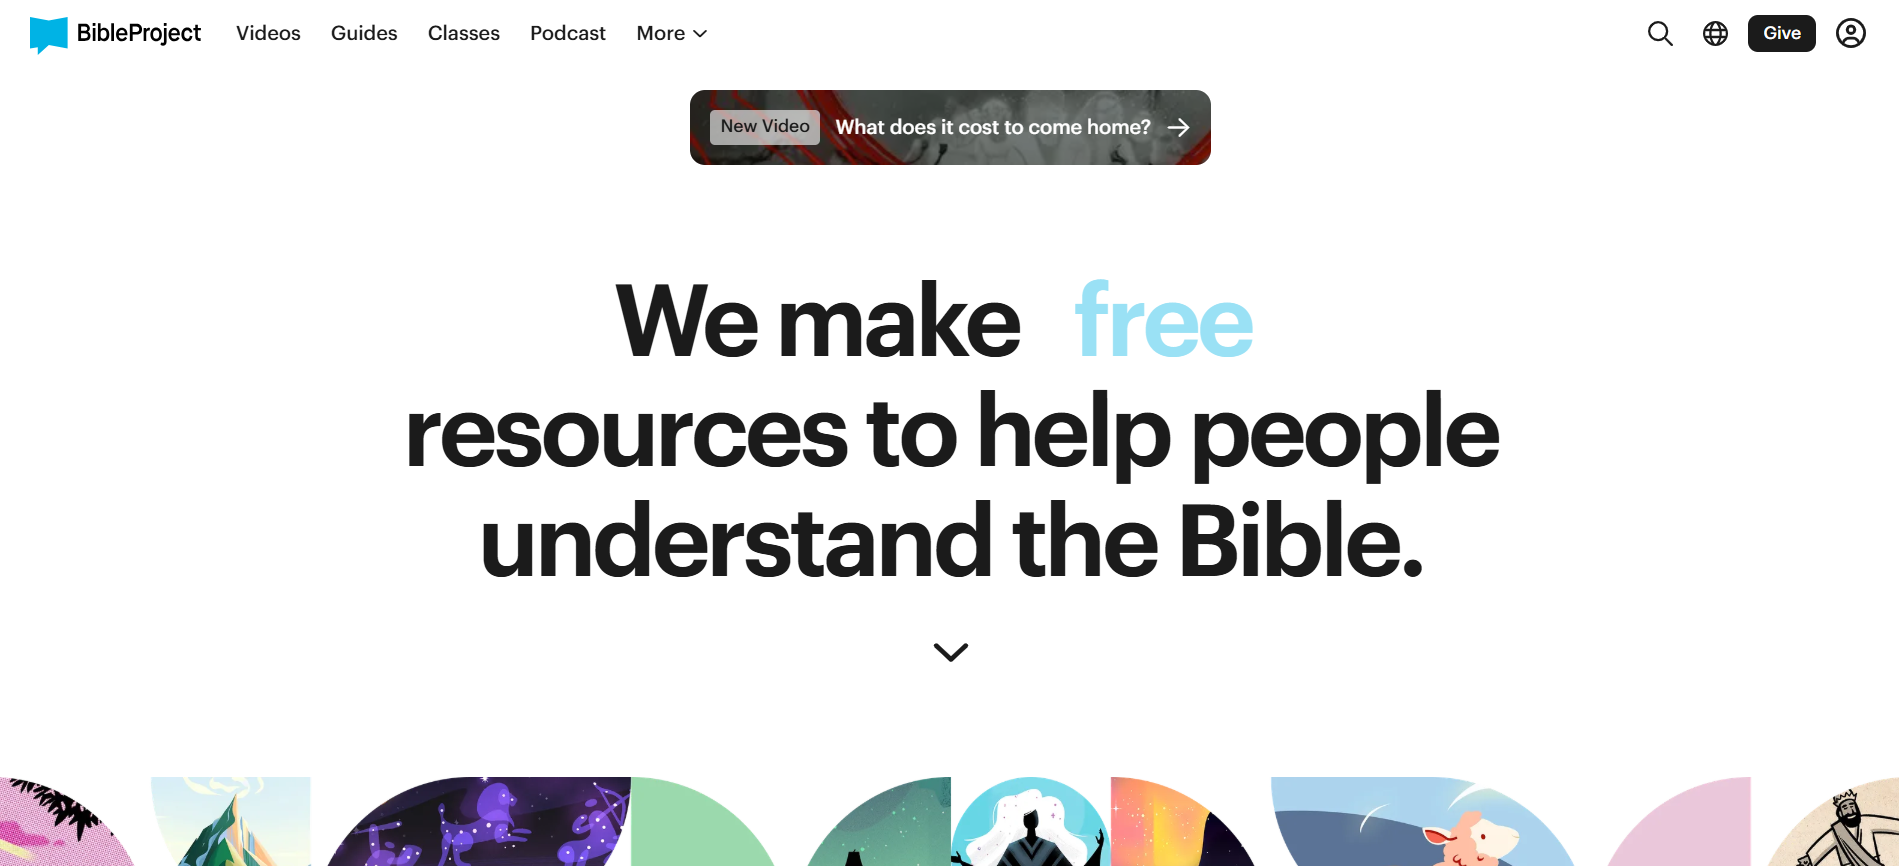 BibleProject
Videos
Guides
Classes
Podcast
More
Give
New Video
What does it cost to come home?
We make free
resources to help people
understand the Bible.